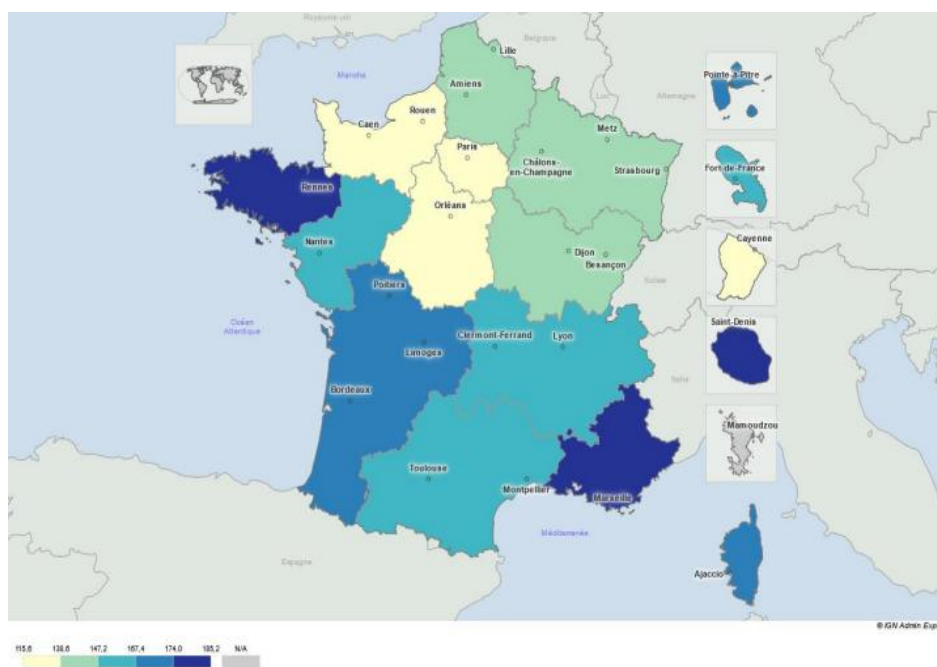 Royaume-uni
Belgique
Lille
Manche
Amiens
Lux
Allemagne
Pointe-à-Pitre
Rouen
Caen
Paris
Metz
Châlons-
en-Champagne
Strasbourg
Fort-de-France
Rennes
Orléans
Nantes
Dijon
Besançon
Cayenne
Suisse
Poitiers
Océan
Atlantique
Clermont-Ferrand
Lyon
Saint-Denis
Limoges
Italie
Bordeaux
Mamoudzou
Toulouse
Montpellier
Marseille
Méditerranée
Espagne
Ajaccio
© IGN Admin Exp
115,6 138,6 147,2 167,4 174,0 185,2 N/A